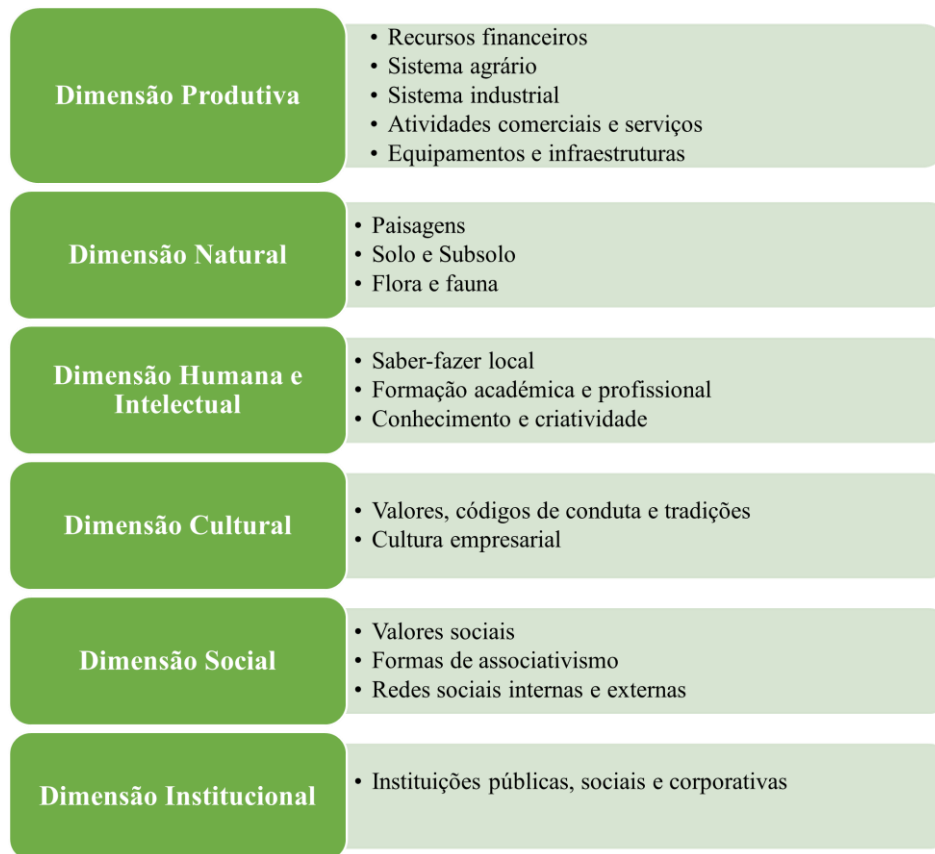 Dimensão Produtiva
• Recursos financeiros
• Sistema agrário
• Sistema industrial
• Atividades comerciais e serviços
• Equipamentos e infraestruturas
Dimensão Natural
• Paisagens
• Solo e Subsolo
• Flora e fauna
Dimensão Humana e
Intelectual
• Saber-fazer local
• Formação académica e profissional
• Conhecimento e criatividade
Dimensão Cultural
• Valores, códigos de conduta e tradições
• Cultura empresarial
Dimensão Social
• Valores sociais
• Formas de associativismo
• Redes sociais internas e externas
Dimensão Institucional
• Instituições públicas, sociais e corporativas